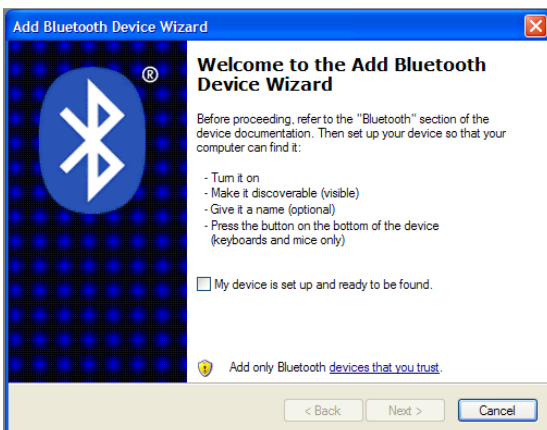 Add Bluetooth Device Wizard
®
Welcome to the Add Bluetooth
Device Wizard
Before proceeding, refer to the "Bluetooth" section of the
device documentation. Then set up your device so that your
computer can find it:
- Turn it on
- Make it discoverable (visible)
- Give it a name (optional)
- Press the button on the bottom of the device
(keyboards and mice only)
My device is set up and ready to be found.
Add only Bluetooth devices that you trust.
< Back Next > Cancel